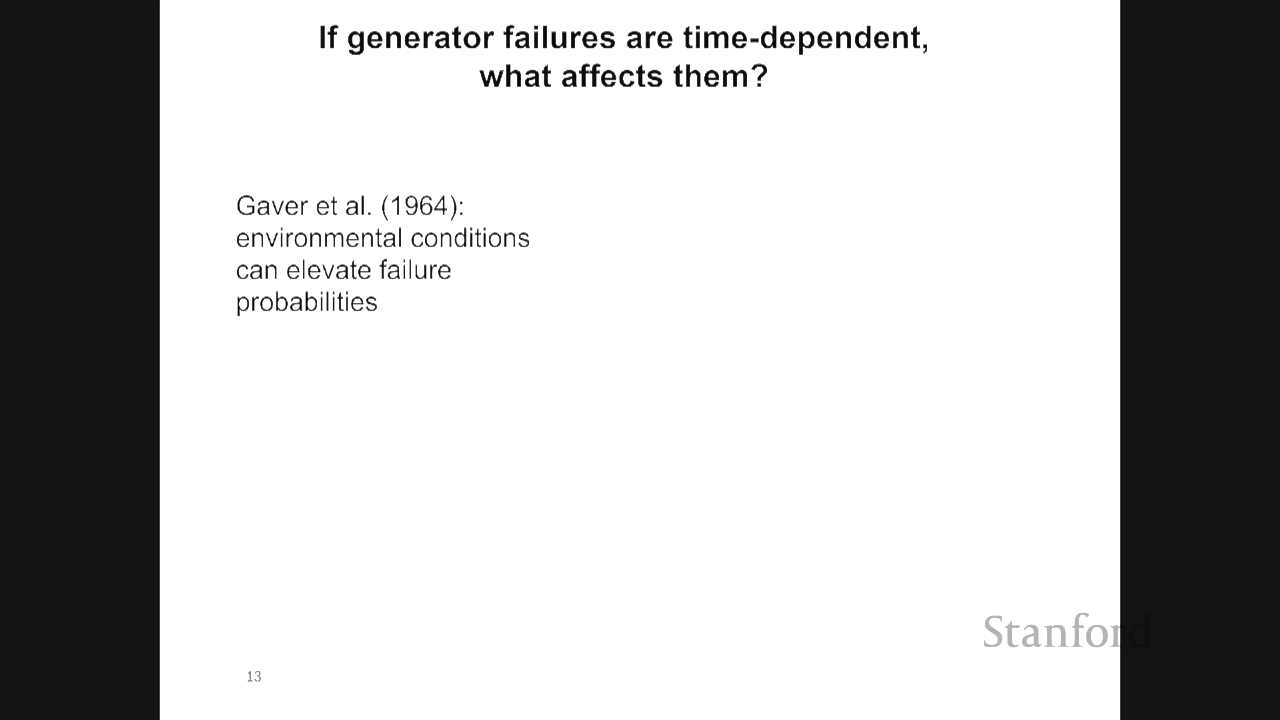 If generator failures are time-dependent,
what affects them?
Gaver et al. (1964):
environmental conditions
can elevate failure
probabilities
Stanford
13